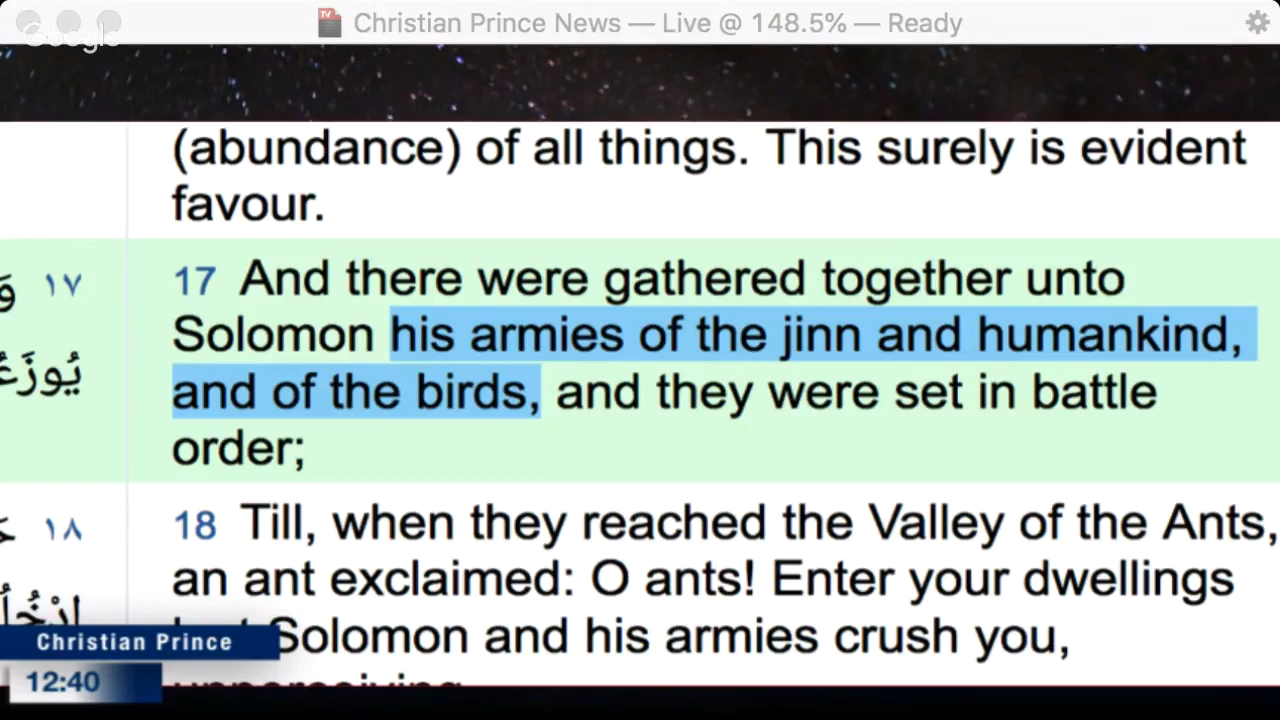 Christian Prince News — Live @ 148.5% — Ready
Google
(abundance) of all things. This surely is evident
favour.
١٧ 17 And there were gathered together unto
Solomon his armies of the jinn and humankind,
and of the birds, and they were set in battle
order;
١٨ 18 Till, when they reached the Valley of the Ants,
an ant exclaimed: O ants! Enter your dwellings
Solomon and his armies crush you,
Christian Prince
12:40